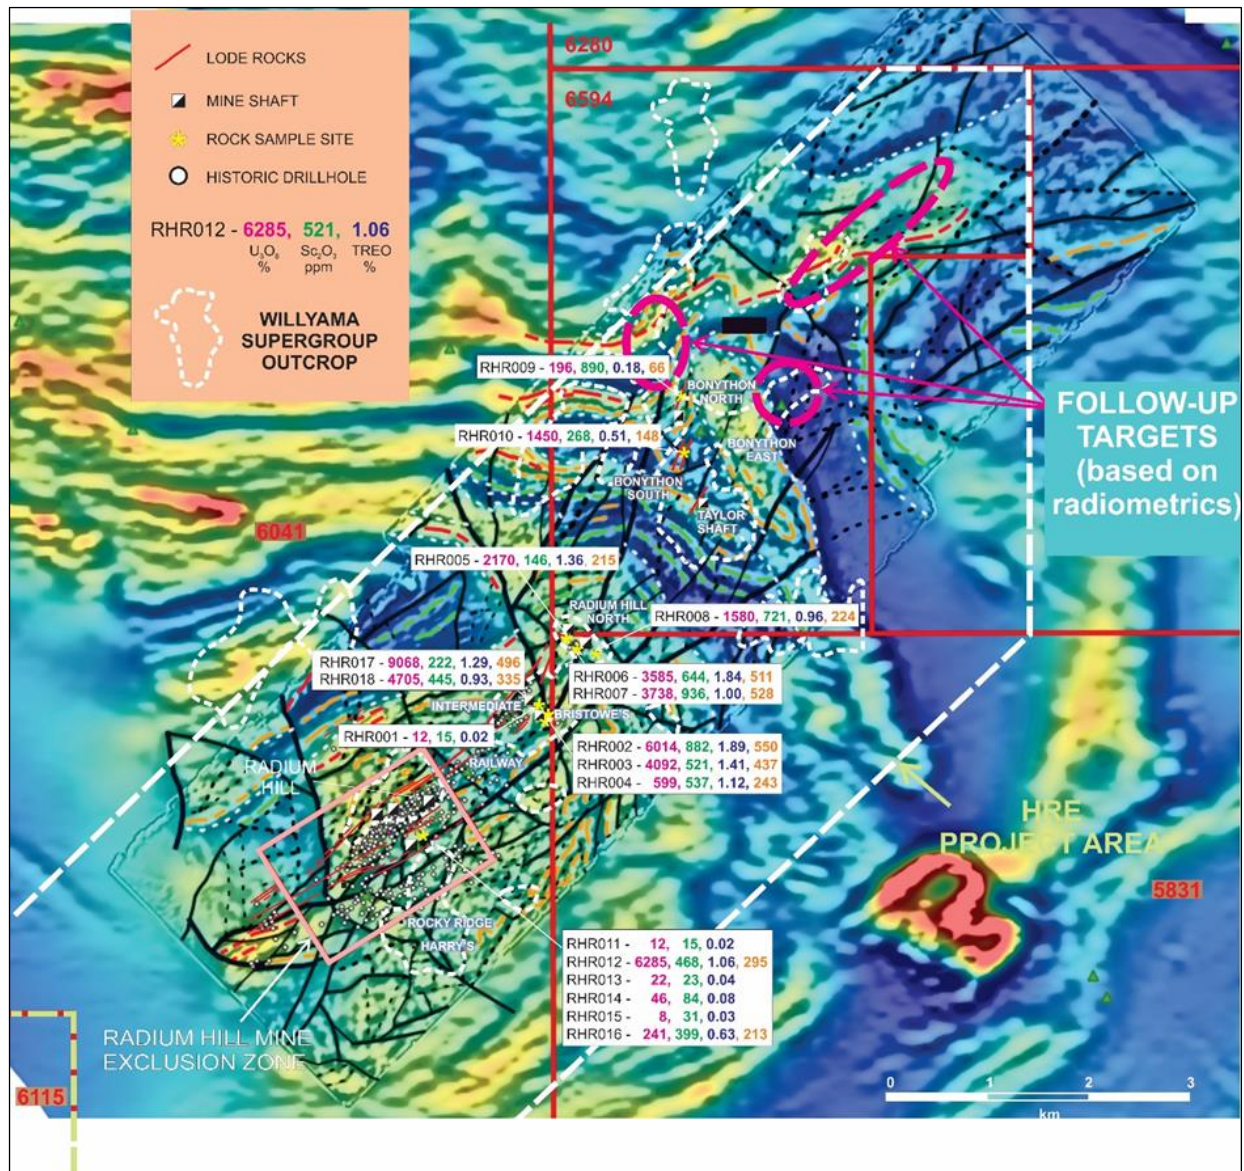 LODE ROCKS
MINE SHAFT
ROCK SAMPLE SITE
HISTORIC DRILLHOLE
RHR012 - 6285, 521, 1.06
U₃O₈ Sc₂O₃ TREO
% ppm %
WILLYAMA
SUPERGROUP
OUTCROP
6280
6594
RHR009 - 196, 890, 0.18, 66
BONYTHON
NORTH
RHR010 - 1450, 268, 0.51, 148
BONYTHON
EAST
BONYTHON
SOUTH
TAYLOR
SHAFT
FOLLOW-UP
TARGETS
(based on
radiometrics)
6041
RHR005 - 2170, 146, 1.36, 215
RADIUM HILL
NORTH
RHR008 - 1580, 721, 0.96, 224
RHR017 - 9068, 222, 1.29, 496
RHR018 - 4705, 445, 0.93, 335
RHR006 - 3585, 644, 1.84, 511
RHR007 - 3738, 936, 1.00, 528
INTERMEDIATE
BRISTOWE'S
RHR001 - 12, 15, 0.02
RAILWAY
RHR002 - 6014, 882, 1.89, 550
RHR003 - 4092, 521, 1.41, 437
RHR004 - 599, 537, 1.12, 243
RADIUM
HILL
HRE
PROJECT AREA
5831
ROCKY RIDGE
HARRY'S
RHR011 - 12, 15, 0.02
RHR012 - 6285, 468, 1.06, 295
RHR013 - 22, 23, 0.04
RHR014 - 46, 84, 0.08
RHR015 - 8, 31, 0.03
RHR016 - 241, 399, 0.63, 213
RADIUM HILL MINE
EXCLUSION ZONE
6115
0 1 2 3
km